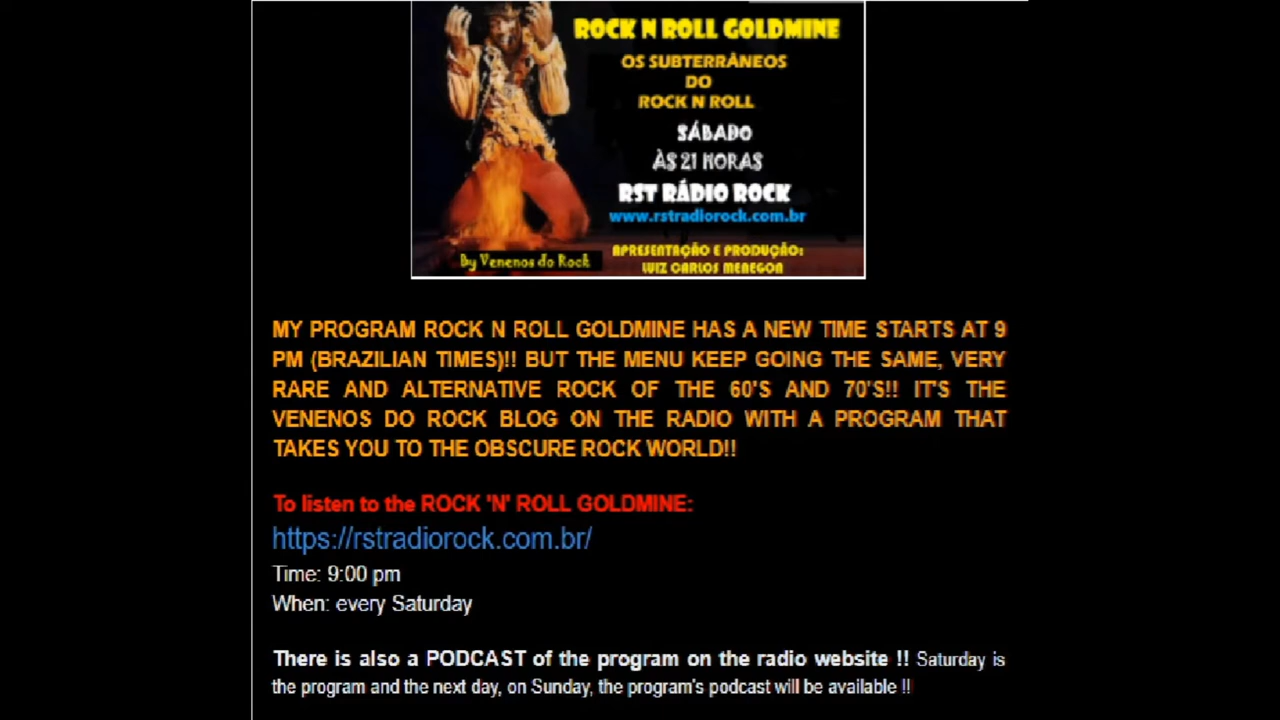 ROCK N ROLL GOLDMINE
OS SUBTERRÂNEOS
DO
ROCK N ROLL
SÁBADO
ÀS 21 HORAS
RST RÁDIO ROCK
www.rstradiorock.com.br
APRESENTAÇÃO E PRODUÇÃO:
LUIZ CARLOS MENEGON
By Venenos do Rock
MY PROGRAM ROCK N ROLL GOLDMINE HAS A NEW TIME STARTS AT 9
PM (BRAZILIAN TIMES)!! BUT THE MENU KEEP GOING THE SAME, VERY
RARE AND ALTERNATIVE ROCK OF THE 60'S AND 70'S!! IT'S THE
VENENOS DO ROCK BLOG ON THE RADIO WITH A PROGRAM THAT
TAKES YOU TO THE OBSCURE ROCK WORLD!!
To listen to the ROCK 'N' ROLL GOLDMINE:
https://rstradiorock.com.br/
Time: 9:00 pm
When: every Saturday
There is also a PODCAST of the program on the radio website !! Saturday is
the program and the next day, on Sunday, the program's podcast will be available !!